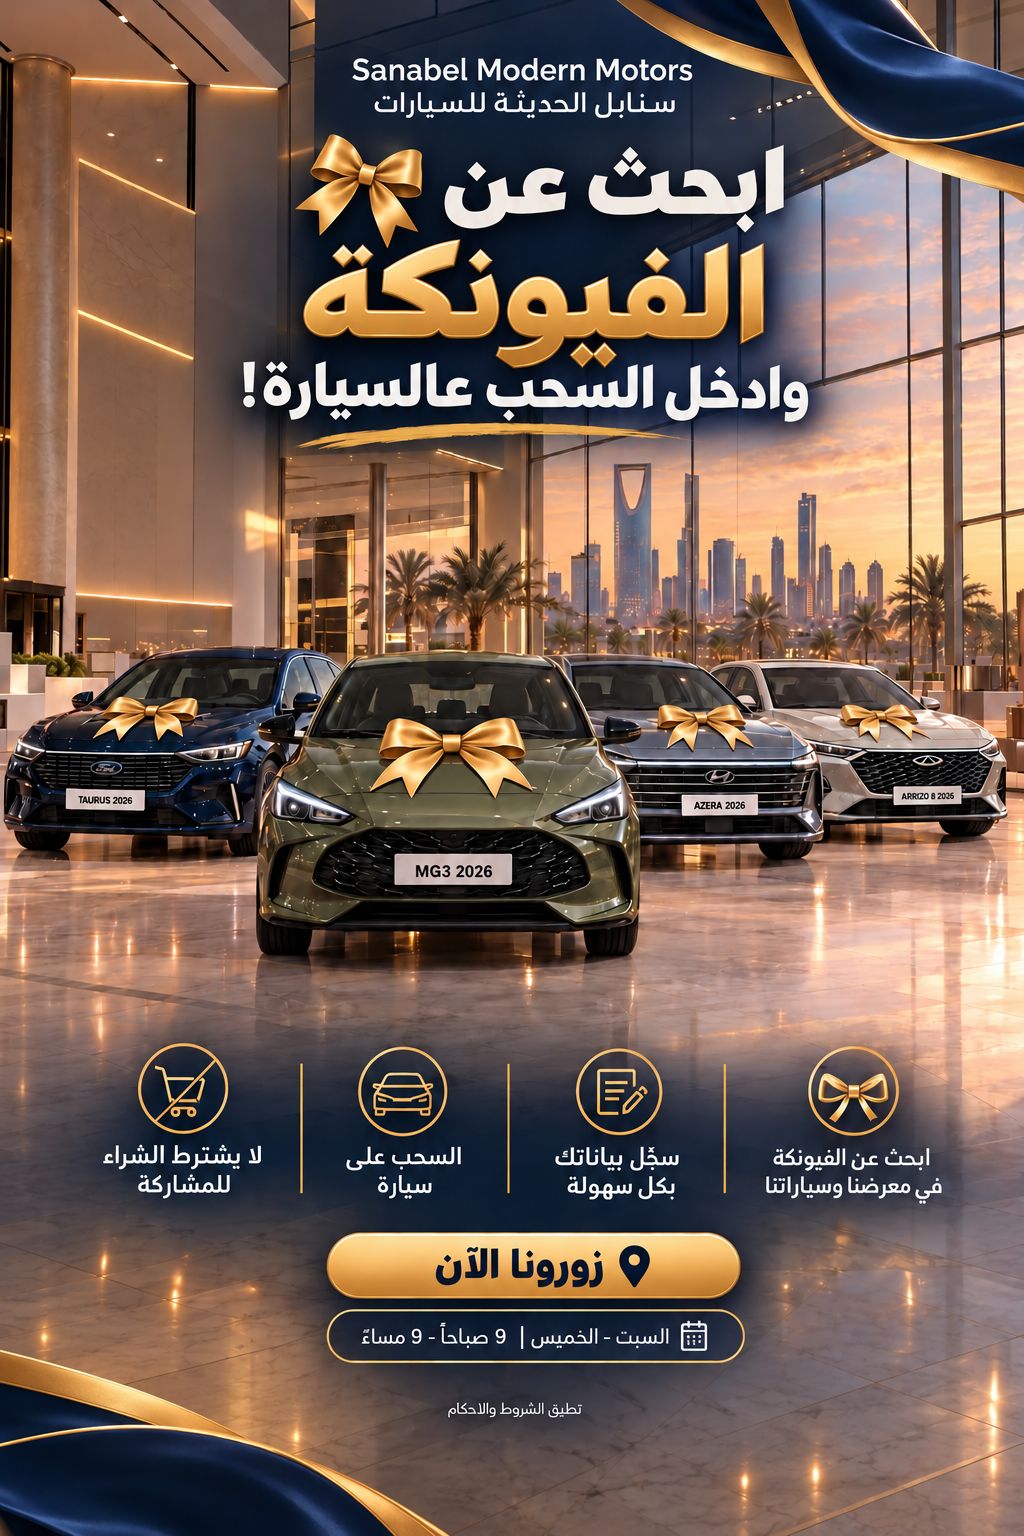 Sanabel Modern Motors
سنابل الحديثة للسيارات
ابحث عن
الفيونكة
وادخل السحب عالسيارة!
TAURUS 2026
MG3 2026
AZERA 2026
ARRIZO 8 2026
ابحث عن الفيونكة
في معرضنا وسياراتنا
سجّل بياناتك
بكل سهولة
السحب على
سيارة
لا يشترط الشراء
للمشاركة
زورونا الآن
السبت - الخميس | 9 صباحاً - 9 مساءً
تطبق الشروط والاحكام